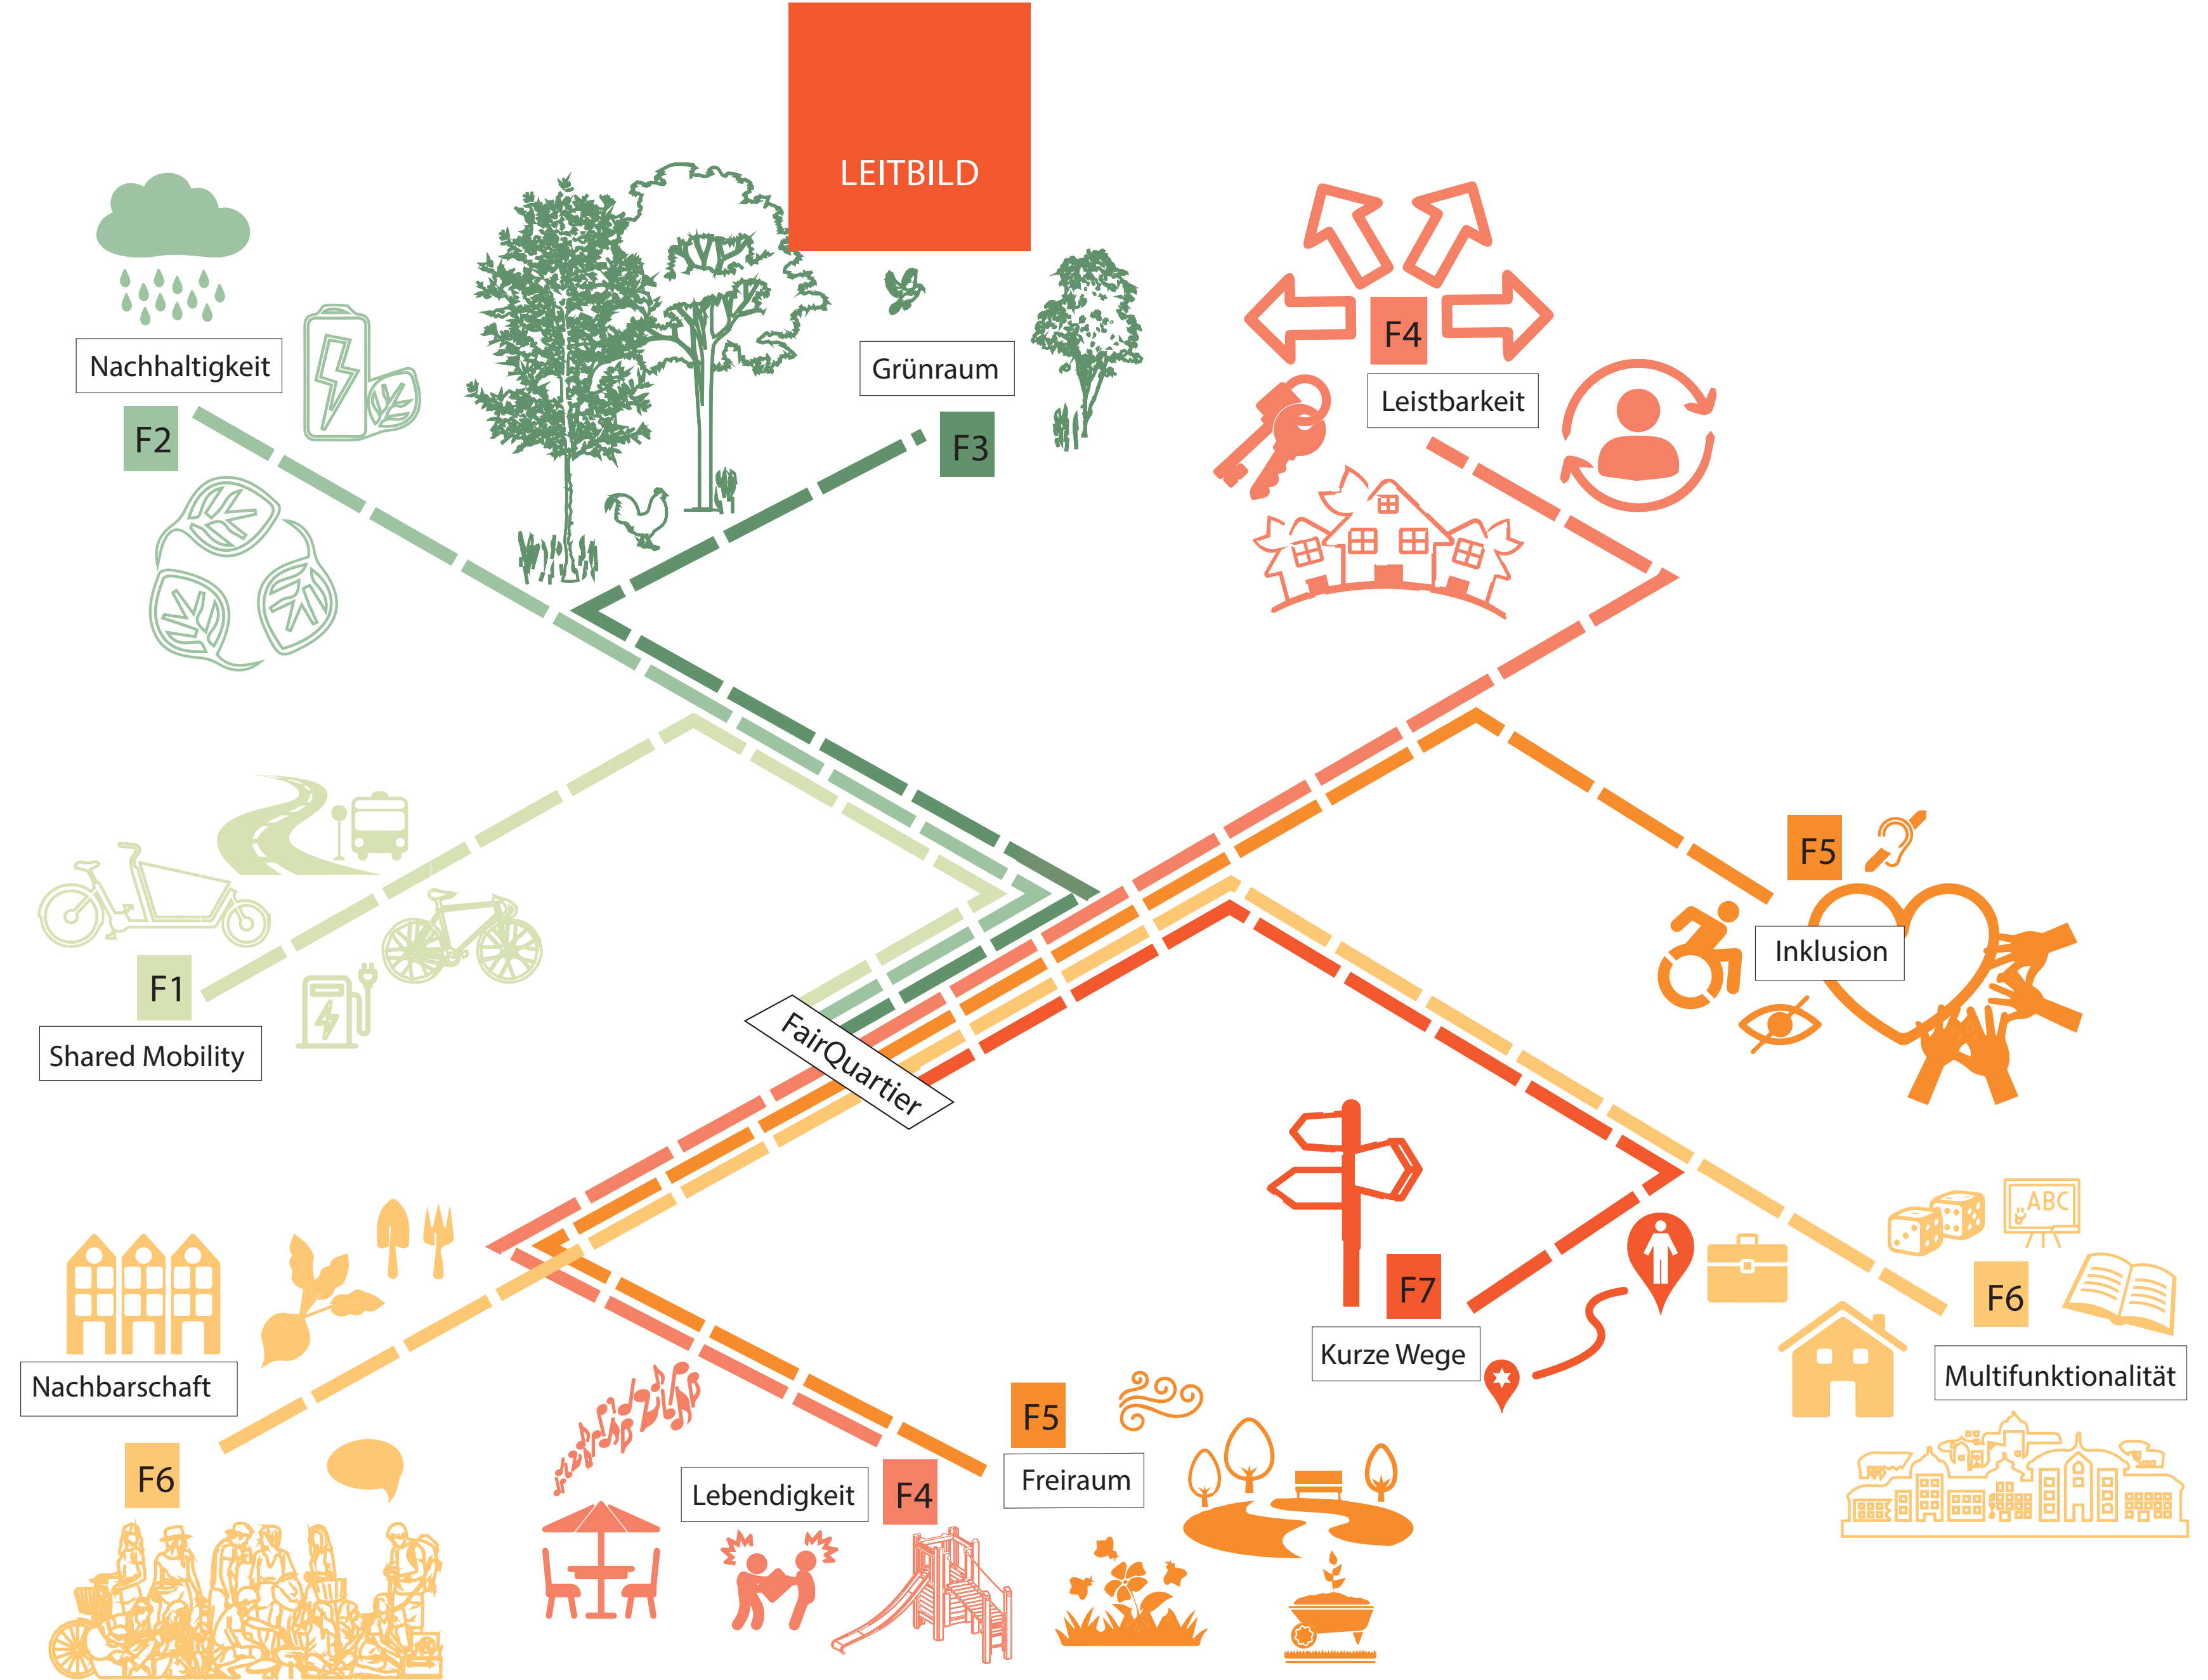 LEITBILD
Nachhaltigkeit
F2
Grünraum
F3
F4
Leistbarkeit
F5
Inklusion
F1
Shared Mobility
FairQuartier
F7
Kurze Wege
ABC
F6
Multifunktionalität
Nachbarschaft
F6
Lebendigkeit
F4
F5
Freiraum